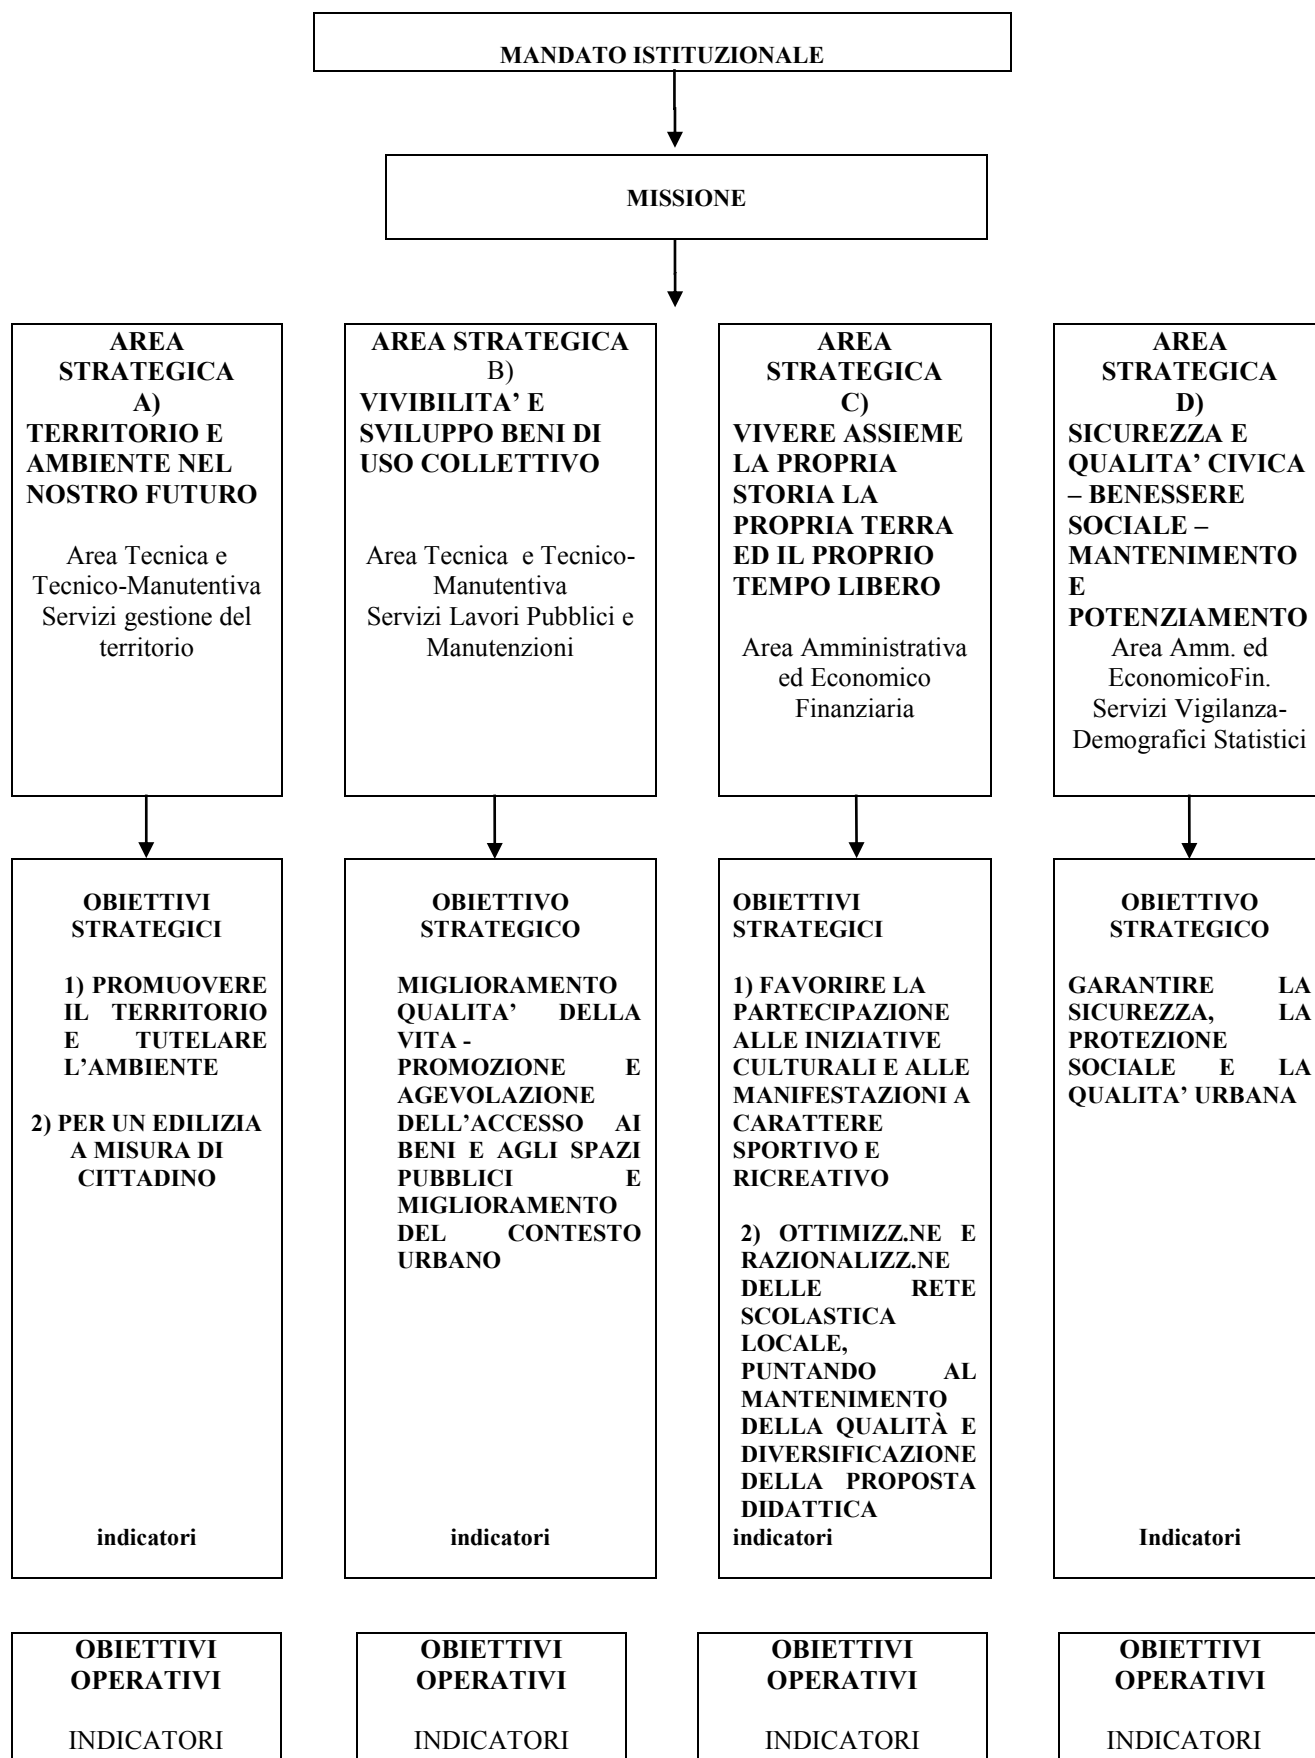 MANDATO ISTITUZIONALE
MISSIONE
AREA
STRATEGICA
A)
TERRITORIO E
AMBIENTE NEL
NOSTRO FUTURO
Area Tecnica e
Tecnico-Manutentiva
Servizi gestione del
territorio
AREA STRATEGICA
B)
VIVIBILITA’ E
SVILUPPO BENI DI
USO COLLETTIVO
Area Tecnica e Tecnico-
Manutentiva
Servizi Lavori Pubblici e
Manutenzioni
AREA
STRATEGICA
C)
VIVERE ASSIEME
LA PROPRIA
STORIA LA
PROPRIA TERRA
ED IL PROPRIO
TEMPO LIBERO
Area Amministrativa
ed Economico
Finanziaria
AREA
STRATEGICA
D)
SICUREZZA E
QUALITA’ CIVICA
– BENESSERE
SOCIALE –
MANTENIMENTO
E
POTENZIAMENTO
Area Amm. ed
EconomicoFin.
Servizi Vigilanza-
Demografici Statistici
OBIETTIVI
STRATEGICI
1) PROMUOVERE
IL TERRITORIO
E TUTELARE
L’AMBIENTE
2) PER UN EDILIZIA
A MISURA DI
CITTADINO
indicatori
OBIETTIVO
STRATEGICO
MIGLIORAMENTO
QUALITA’ DELLA
VITA -
PROMOZIONE E
AGEVOLAZIONE
DELL’ACCESSO AI
BENI E AGLI SPAZI
PUBBLICI E
MIGLIORAMENTO
DEL CONTESTO
URBANO
indicatori
OBIETTIVI
STRATEGICI
1) FAVORIRE LA
PARTECIPAZIONE
ALLE INIZIATIVE
CULTURALI E ALLE
MANIFESTAZIONI A
CARATTERE
SPORTIVO E
RICREATIVO
2) OTTIMIZZ.NE E
RAZIONALIZZ.NE
DELLE RETE
SCOLASTICA
LOCALE,
PUNTANDO AL
MANTENIMENTO
DELLA QUALITÀ E
DIVERSIFICAZIONE
DELLA PROPOSTA
DIDATTICA
indicatori
OBIETTIVO
STRATEGICO
GARANTIRE LA
SICUREZZA, LA
PROTEZIONE
SOCIALE E LA
QUALITA’ URBANA
Indicatori
OBIETTIVI
OPERATIVI
INDICATORI
OBIETTIVI
OPERATIVI
INDICATORI
OBIETTIVI
OPERATIVI
INDICATORI
OBIETTIVI
OPERATIVI
INDICATORI